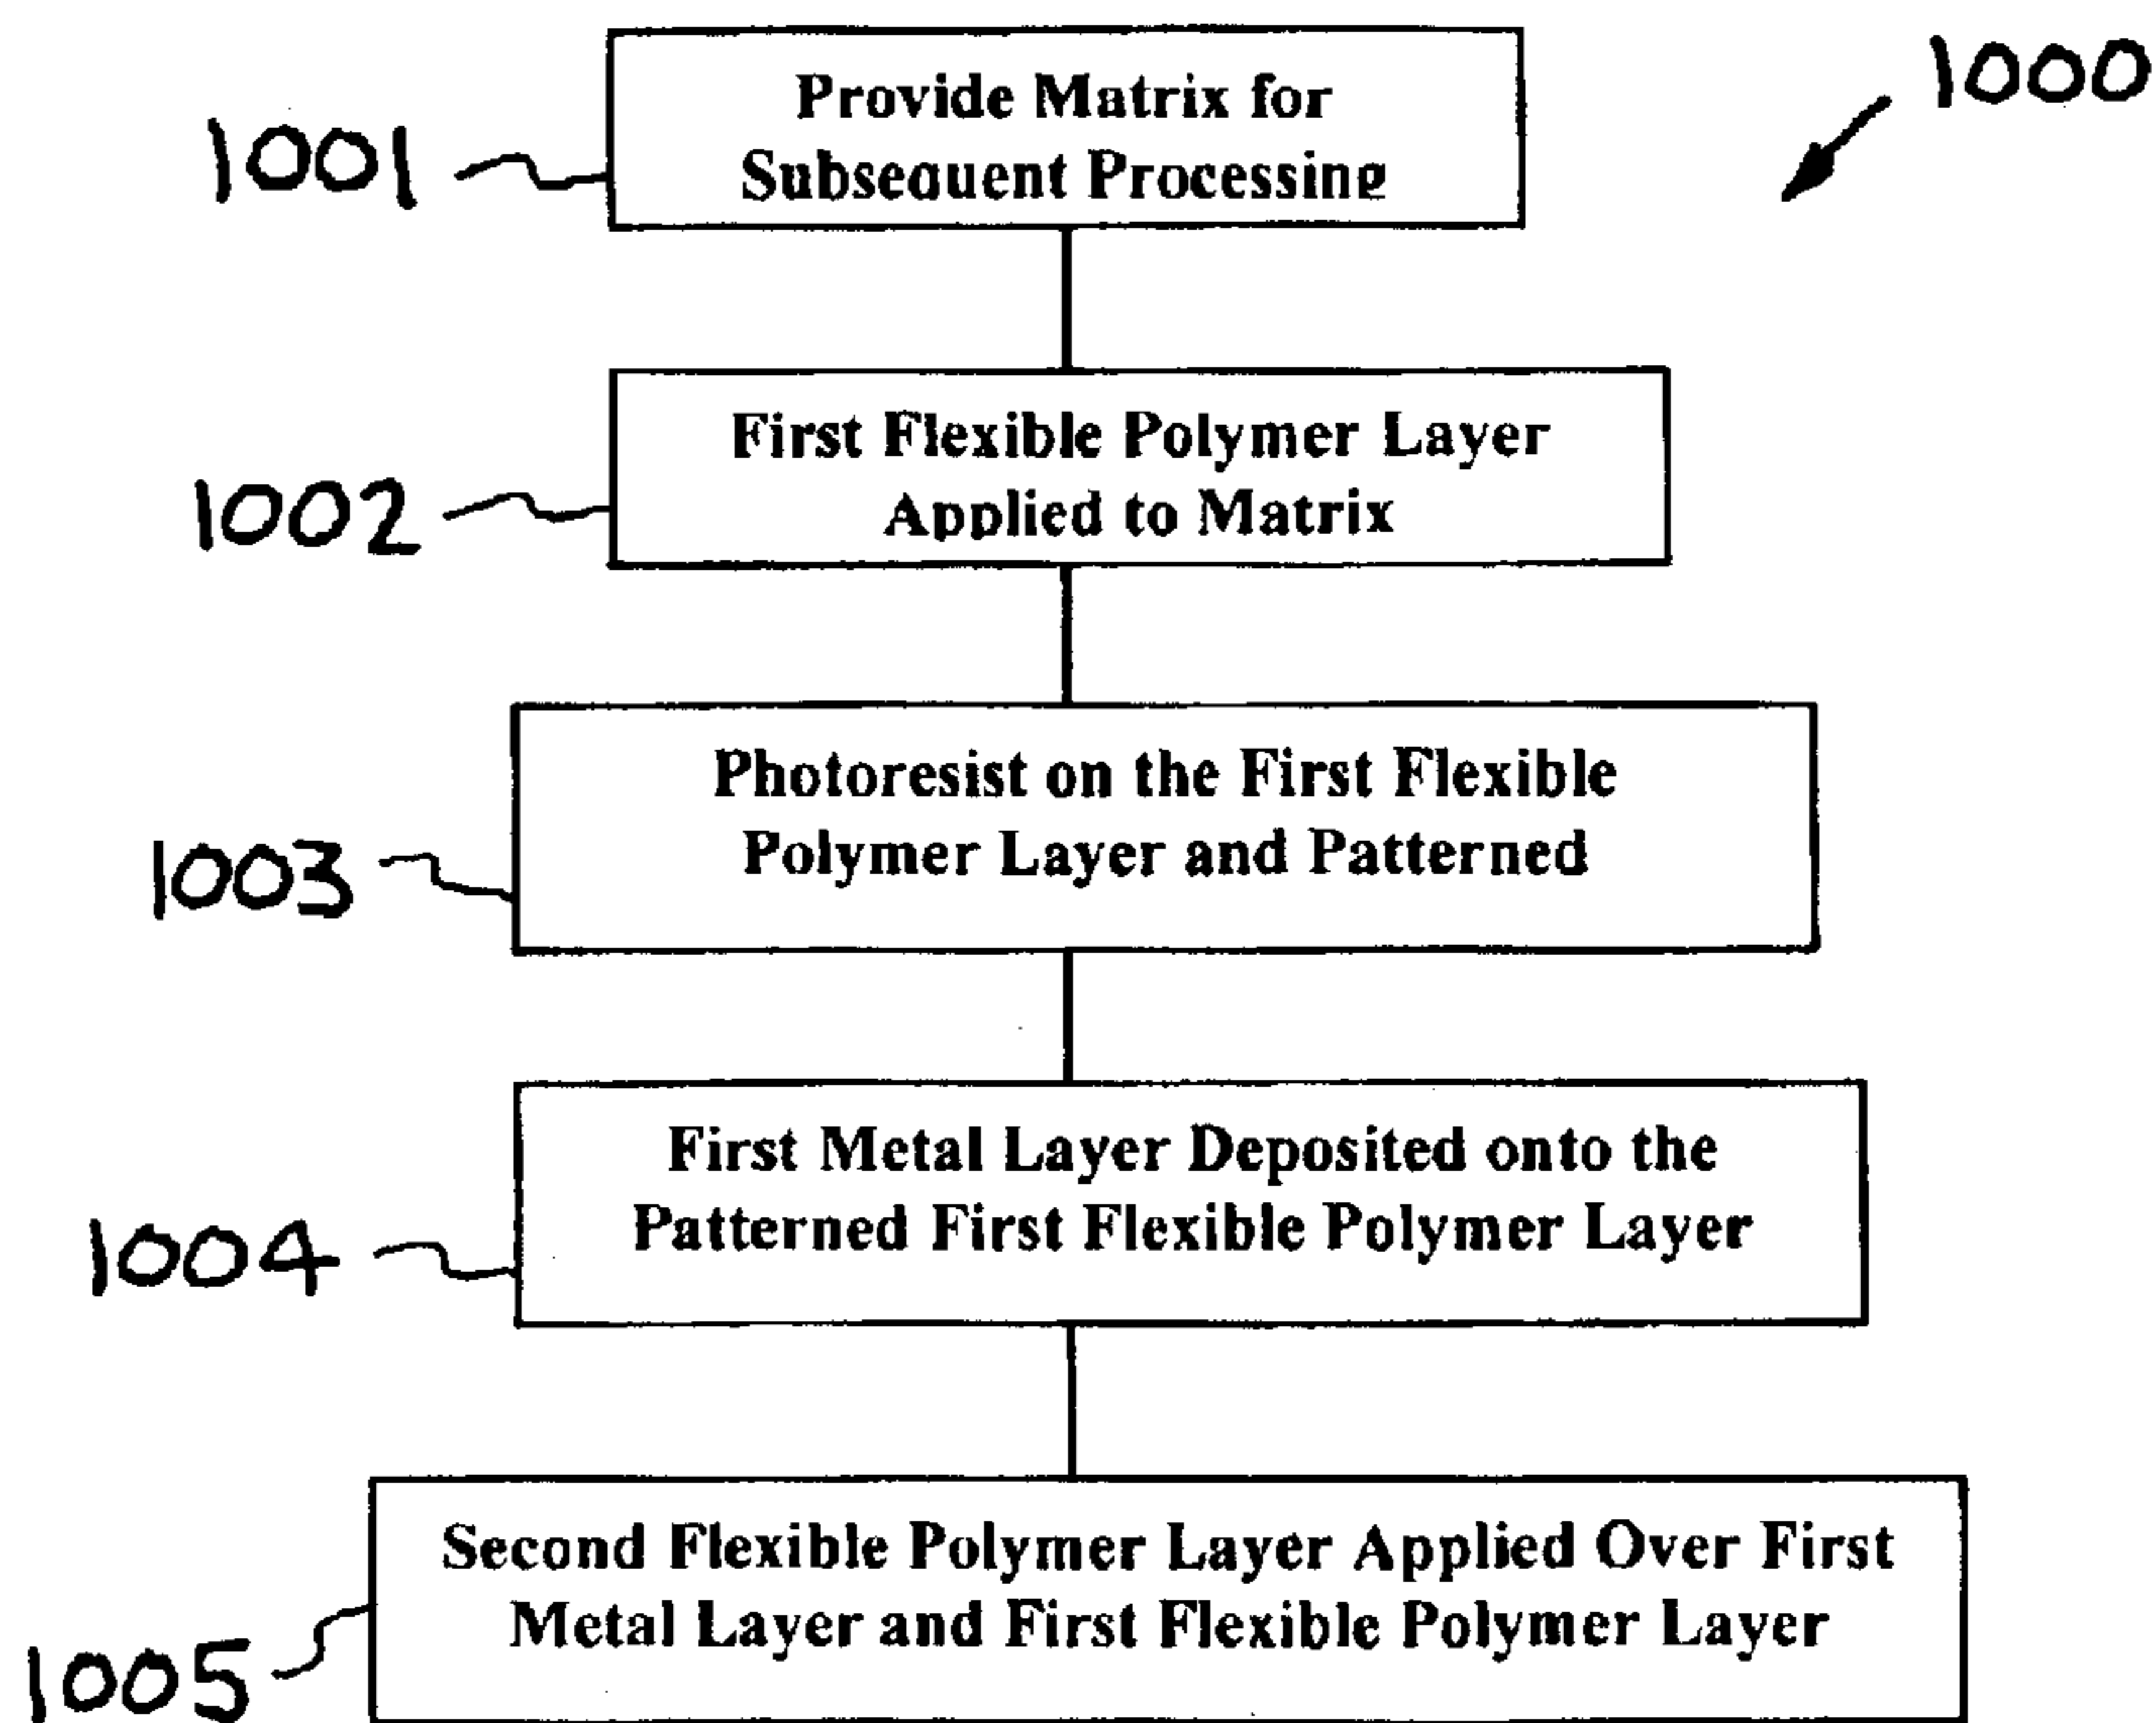 1000
Provide Matrix for
Subsequent Processing
1001
First Flexible Polymer Layer
Applied to Matrix
1002
Photoresist on the First Flexible
Polymer Layer and Patterned
1003
First Metal Layer Deposited onto the
Patterned First Flexible Polymer Layer
1004
Second Flexible Polymer Layer Applied Over First
Metal Layer and First Flexible Polymer Layer
1005